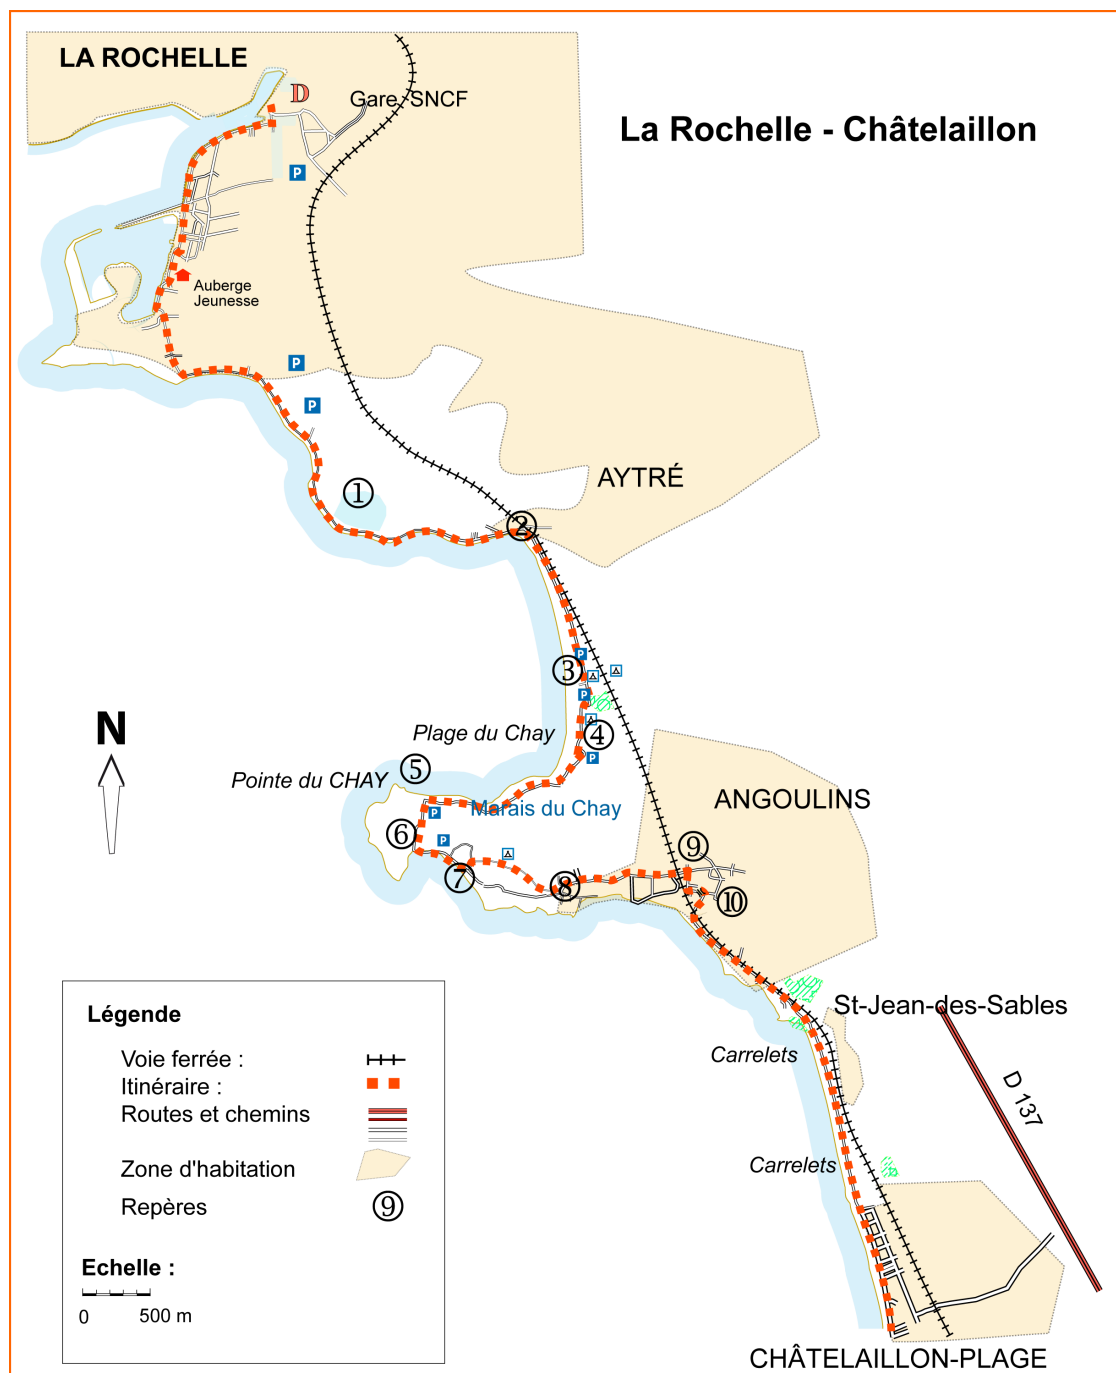 LA ROCHELLE
D
Gare SNCF
La Rochelle - Châtelaillon
P
Auberge
Jeunesse
P
P
AYTRÉ
①
②
P
③
P
N
Plage du Chay
④
P
⑤
Pointe du CHAY
ANGOULINS
Marais du Chay
P
⑥
P
⑨
⑦
⑧
⑩
St-Jean-des-Sables
Légende
Carrelets
Voie ferrée :
Itinéraire :
Routes et chemins
D 137
Carrelets
Zone d'habitation
Repères
⑨
Echelle :
0 500 m
CHÂTELAILLON-PLAGE